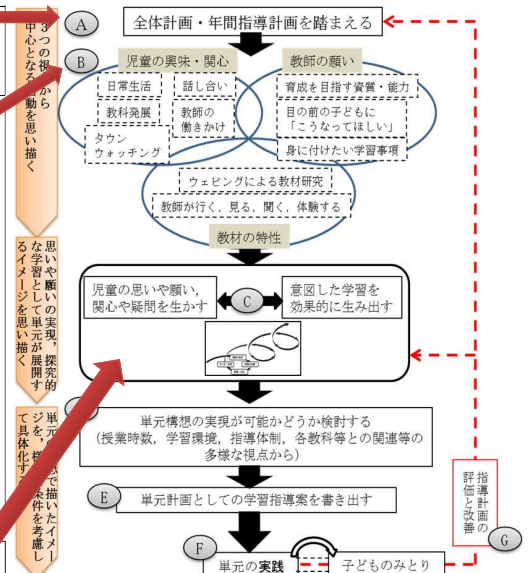 A
全体計画・年間指導計画を踏まえる
3つの視
から
中心となる
動を思い描く
B
児童の興味・関心
教師の願い
日常生活
話し合い
教科発展
教師の
働きかけ
タウン
ウォッチング
育成を目指す資質・能力
目の前の子どもに
「こうなってほしい」
身に付けたい学習事項
ウェビングによる教材研究
教師が行く，見る，聞く，体験する
教材の特性
思いや願いの実現，探究的
な学習として単元が展開す
るイメージを思い描く
児童の思いや願い，
関心や疑問を生かす
C
意図した学習を
効果的に生み出す
単元
で描いたイメー
ジを，様
条件を考慮し
て具体化す
単元構想の実現が可能かどうか検討する
（授業時数，学習環境，指導体制，各教科等との関連等の
多様な視点から）
E
単元計画としての学習指導案を書き出す
F
単元の実践
子どものみとり
指導計画の
評価と改善
G